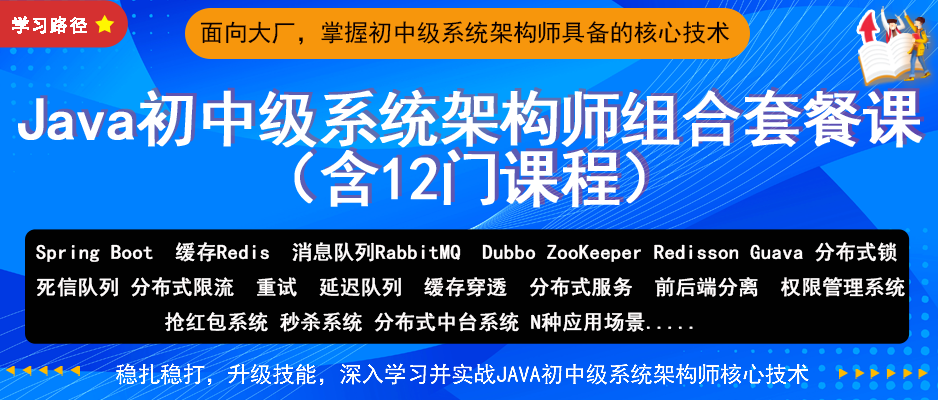 学习路径
面向大厂，掌握初中级系统架构师具备的核心技术
Java初中级系统架构师组合套餐课
（含12门课程）
Spring Boot 缓存Redis 消息队列RabbitMQ Dubbo ZooKeeper Redisson Guava 分布式锁
死信队列 分布式限流 重试 延迟队列 缓存穿透 分布式服务 前后端分离 权限管理系统
抢红包系统 秒杀系统 分布式中台系统 N种应用场景.....
稳扎稳打，升级技能，深入学习并实战JAVA初中级系统架构师核心技术